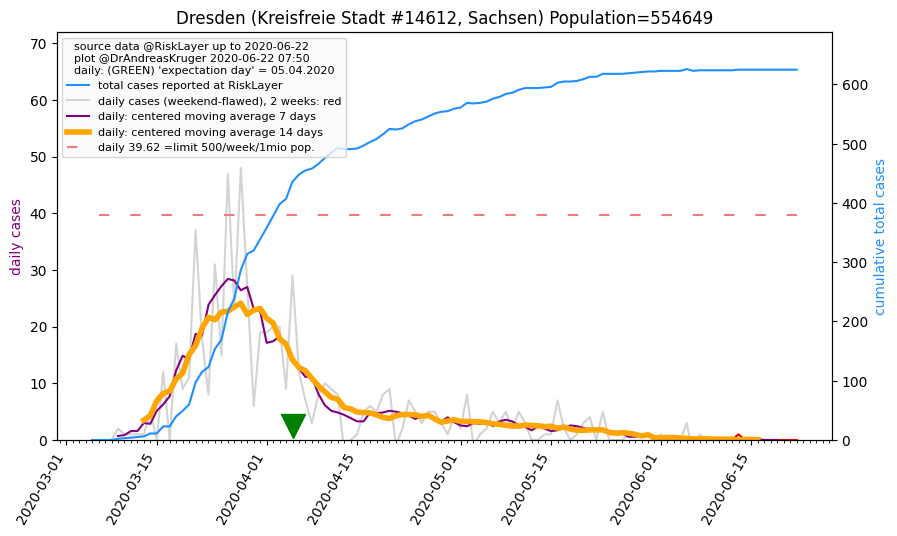 Dresden (Kreisfreie Stadt #14612, Sachsen) Population=554649
source data @RiskLayer up to 2020-06-22
plot @DrAndreasKruger 2020-06-22 07:50
daily: (GREEN) 'expectation day' = 05.04.2020
total cases reported at RiskLayer
daily cases (weekend-flawed), 2 weeks: red
daily: centered moving average 7 days
daily: centered moving average 14 days
daily 39.62 =limit 500/week/1mio pop.
daily cases
70
60
50
40
30
20
10
0
cumulative total cases
600
500
400
300
200
100
0
2020-03-01
2020-03-15
2020-04-01
2020-04-15
2020-05-01
2020-05-15
2020-06-01
2020-06-15